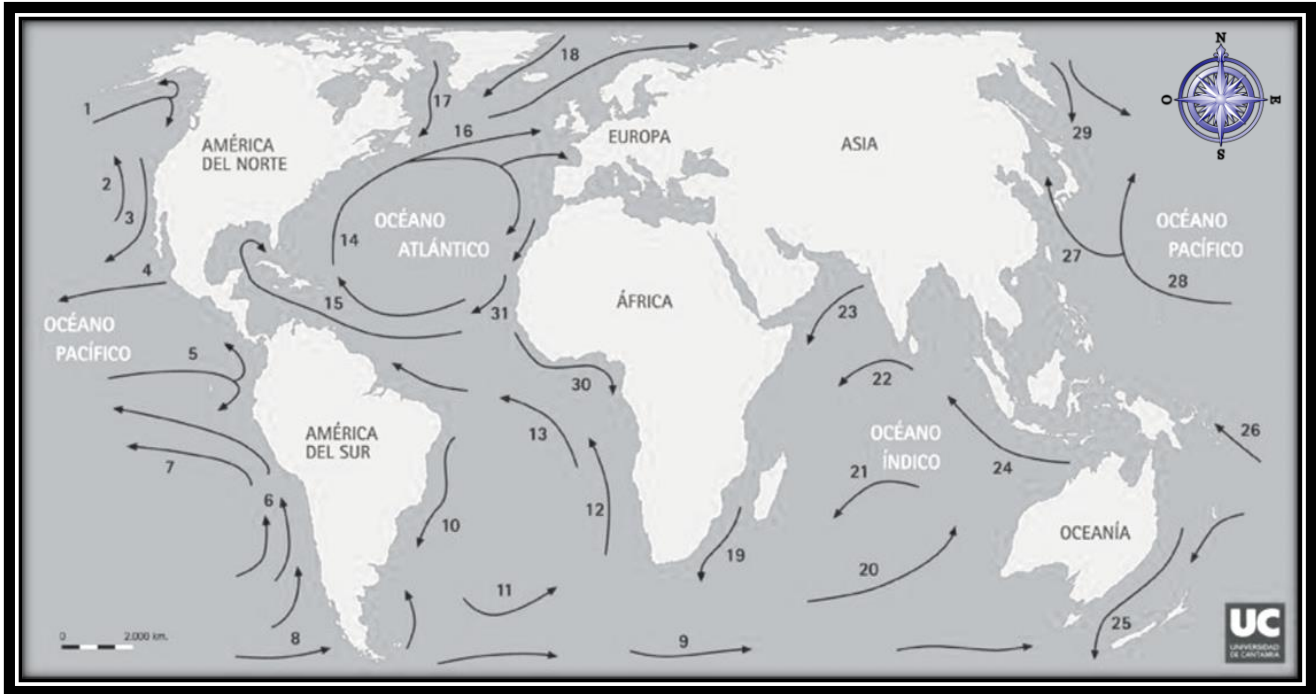 N
O
E
S
1
2
3
4
5
6
7
8
9
10
11
12
13
14
15
16
17
18
19
20
21
22
23
24
25
26
27
28
29
30
31
AMÉRICA
DEL NORTE
EUROPA
ASIA
OCÉANO
ATLÁNTICO
OCÉANO
PACÍFICO
ÁFRICA
OCÉANO
PACÍFICO
AMÉRICA
DEL SUR
OCÉANO
ÍNDICO
OCEANÍA
0 2.000 km.
UC
UNIVERSIDAD
DE CANTABRIA